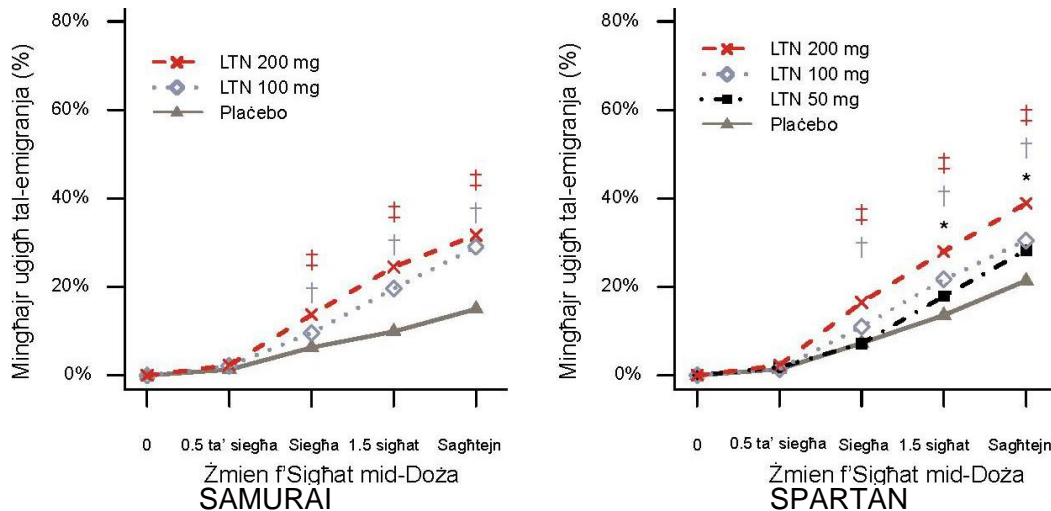 80%
60%
40%
20%
0%
Mingħajr uġigħ tal-emigranja (%)
LTN 200 mg
LTN 100 mg
Plaċebo
‡
†
‡
†
‡
†
0
0.5 ta' siegħa
Siegħa
1.5 sigħat
Sagħtejn
Żmien f'Sigħat mid-Doża
SAMURAI
80%
60%
40%
20%
0%
Mingħajr uġigħ tal-emigranja (%)
LTN 200 mg
LTN 100 mg
LTN 50 mg
Plaċebo
‡
†
‡
†
*
‡
†
*
0
0.5 ta' siegħa
Siegħa
1.5 sigħat
Sagħtejn
Żmien f'Sigħat mid-Doża
SPARTAN